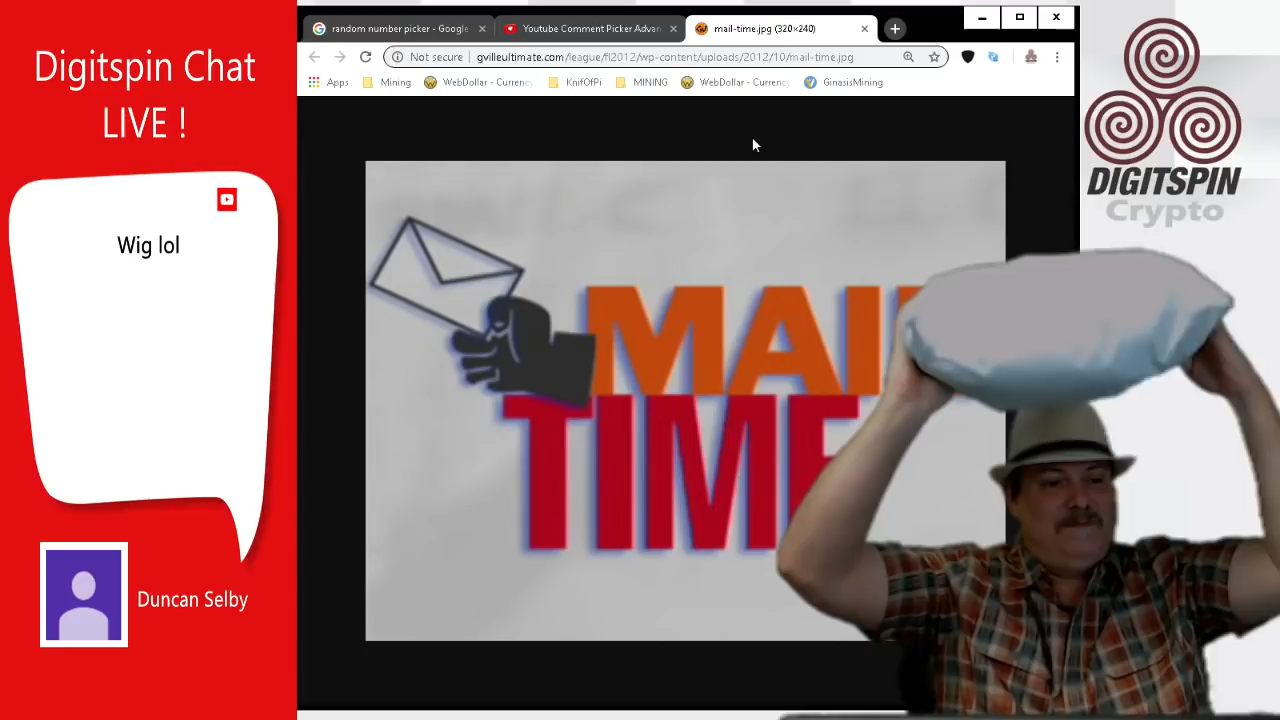 Digitspin Chat
LIVE !
Wig lol
Duncan Selby
random number picker - Google
Youtube Comment Picker Advan
mail-time.jpg (320×240)
Not secure
gvilleultimate.com/league/fl2012/wp-content/uploads/2012/10/mail-time.jpg
Apps
Mining
WebDollar - Currency
KnifOfPi
MINING
WebDollar - Currency
GinasisMining
MAI
TIME
DIGITSPIN
Crypto